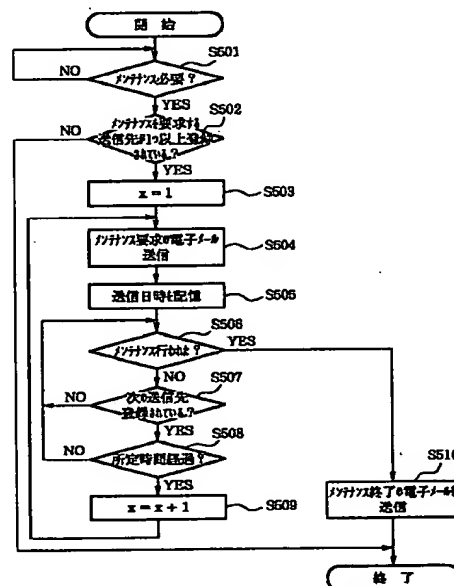 開始
S501
メンテナンス必要?
NO
YES
S502
メンテナンスを要求する
送信先が1つ以上登録
されている?
NO
YES
x = 1
S503
メンテナンス要求の電子メール
送信
S504
送信日時を記憶
S505
S506
メンテナンス行われた?
YES
NO
S507
次の送信先
登録されている?
NO
YES
S508
所定時間経過?
NO
YES
x = x + 1
S509
S510
メンテナンス終了の電子メールを
送信
終了